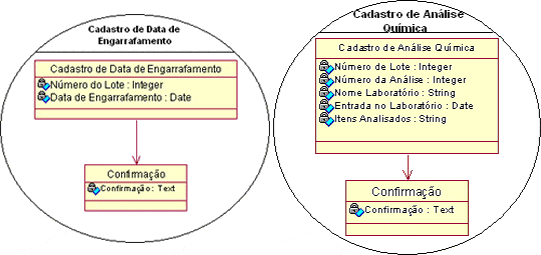 Cadastro de Data de
Engarrafamento
Cadastro de Data de Engarrafamento
Número do Lote : Integer
Data de Engarrafamento : Date
Confirmação
Confirmação : Text
Cadastro de Análise
Química
Cadastro de Análise Química
Número de Lote : Integer
Número da Análise : Integer
Nome Laboratório : String
Entrada no Laboratório : Date
Itens Analisados : String
Confirmação
Confirmação : Text